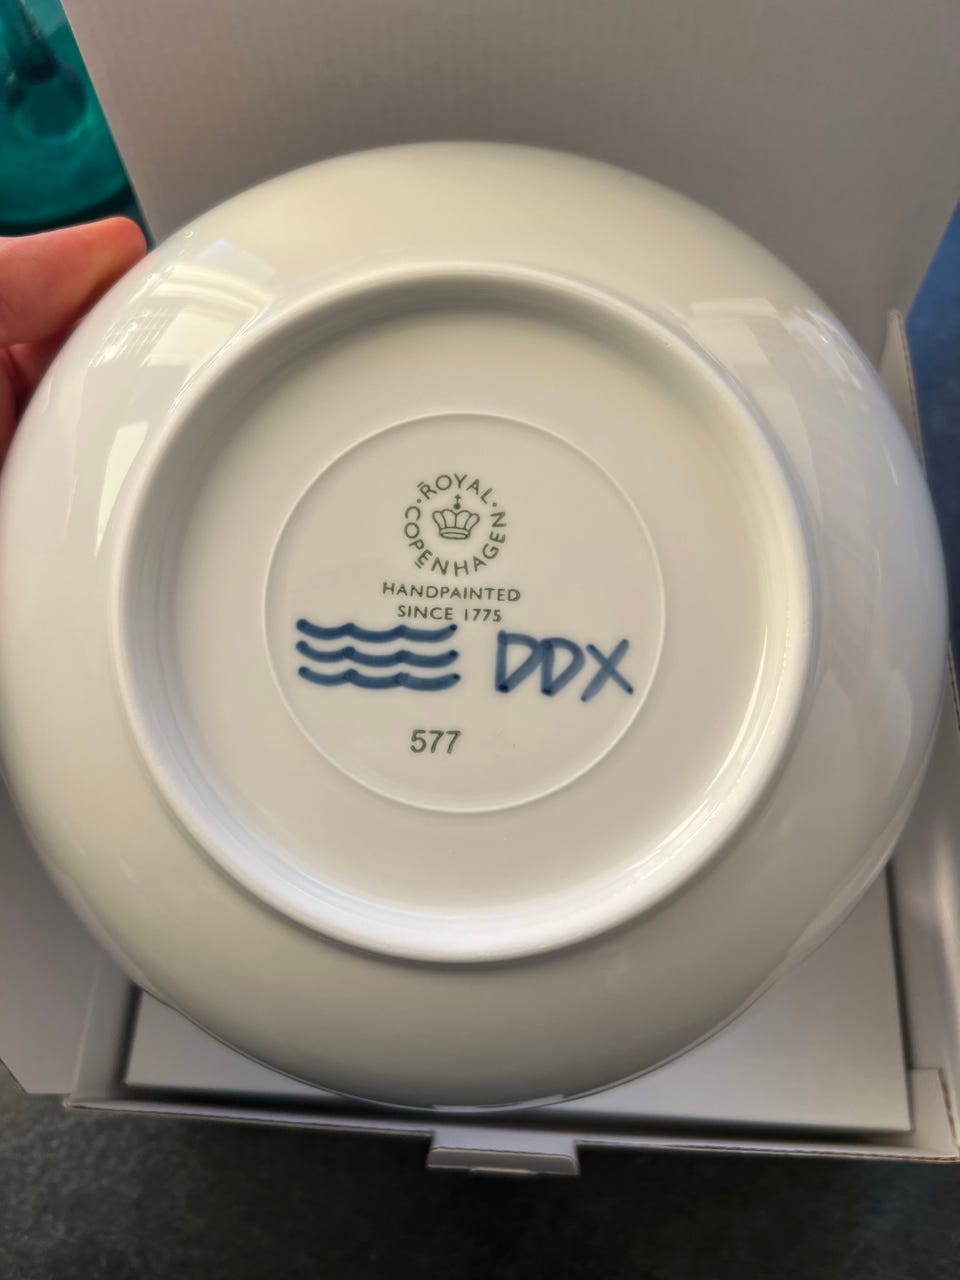 ROYAL COPENHAGEN
HANDPAINTED
SINCE 1775
DDX
577